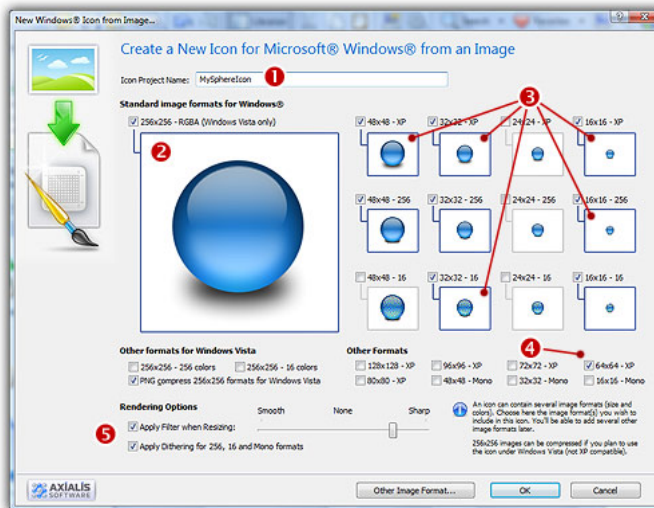 New Windows® Icon from Image...
Create a New Icon for Microsoft® Windows® from an Image
Icon Project Name: MySphereIcon 1
Standard image formats for Windows®
256x256 - RGBA (Windows Vista only)
2
3
48x48 - XP 32x32 - XP 24x24 - XP 16x16 - XP
48x48 - 256 32x32 - 256 24x24 - 256 16x16 - 256
48x48 - 16 32x32 - 16 24x24 - 16 16x16 - 16
Other formats for Windows Vista
256x256 - 256 colors 256x256 - 16 colors
PNG compress 256x256 formats for Windows Vista
Other Formats
4
128x128 - XP 96x96 - XP 72x72 - XP 64x64 - XP
80x80 - XP 48x48 - Mono 32x32 - Mono 16x16 - Mono
Rendering Options
Smooth None Sharp
5
Apply Filter when Resizing:
Apply Dithering for 256, 16 and Mono formats
An icon can contain several image formats (size and
colors). Choose here the image format(s) you wish to
include in this icon. You'll be able to add several other
image formats later.
256x256 images can be compressed if you plan to use
the icon under Windows Vista (not XP compatible).
AXIALIS
SOFTWARE
Other Image Format... OK Cancel